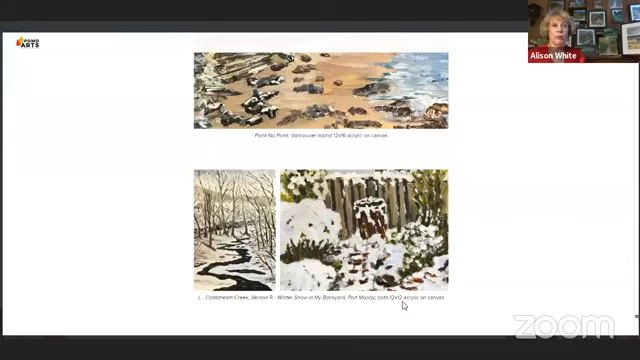 POMO
ARTS
Alison White
Point No Point, Vancouver Island 12x16 acrylic on canvas
L - Coldstream Creek, Vernon R - Winter Snow in My Backyard, Port Moody; both 12x12 acrylic on canvas
zoom